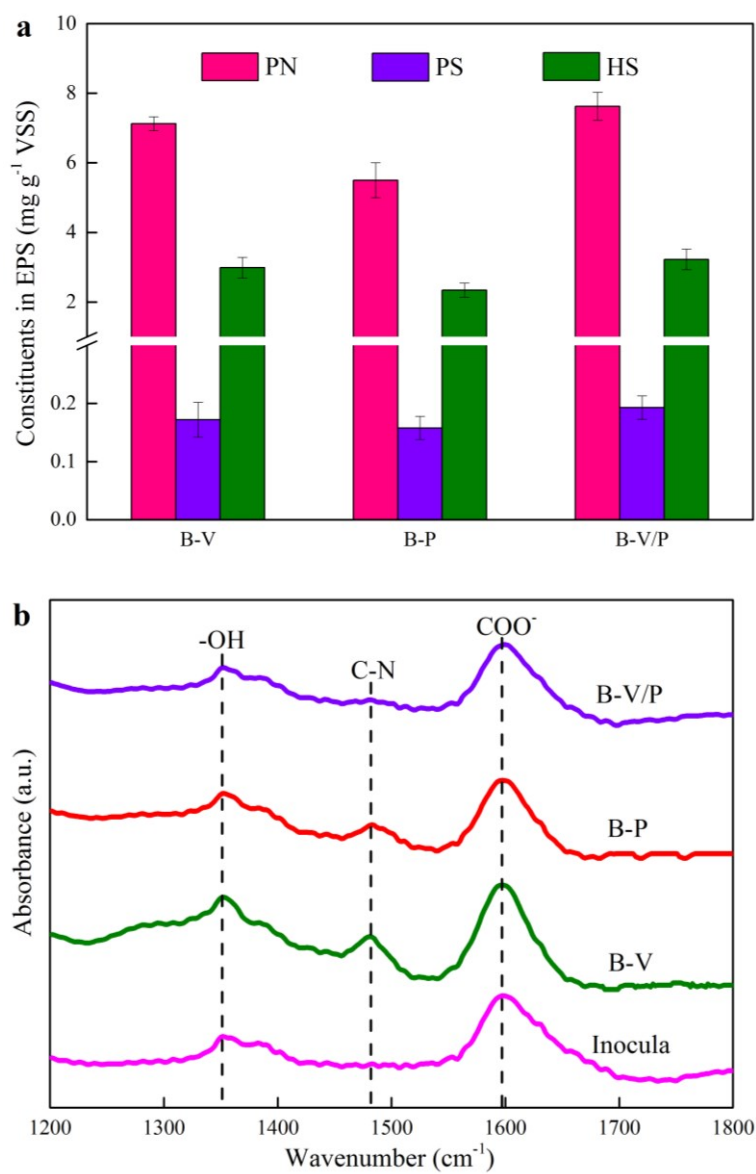 a
10
8
6
4
2
0.2
0.1
0.0
Constituents in EPS (mg g⁻¹ VSS)
PN PS HS
B-V B-P B-V/P
b
-OH C-N COO⁻
B-V/P
B-P
B-V
Inocula
Absorbance (a.u.)
1200 1300 1400 1500 1600 1700 1800
Wavenumber (cm⁻¹)